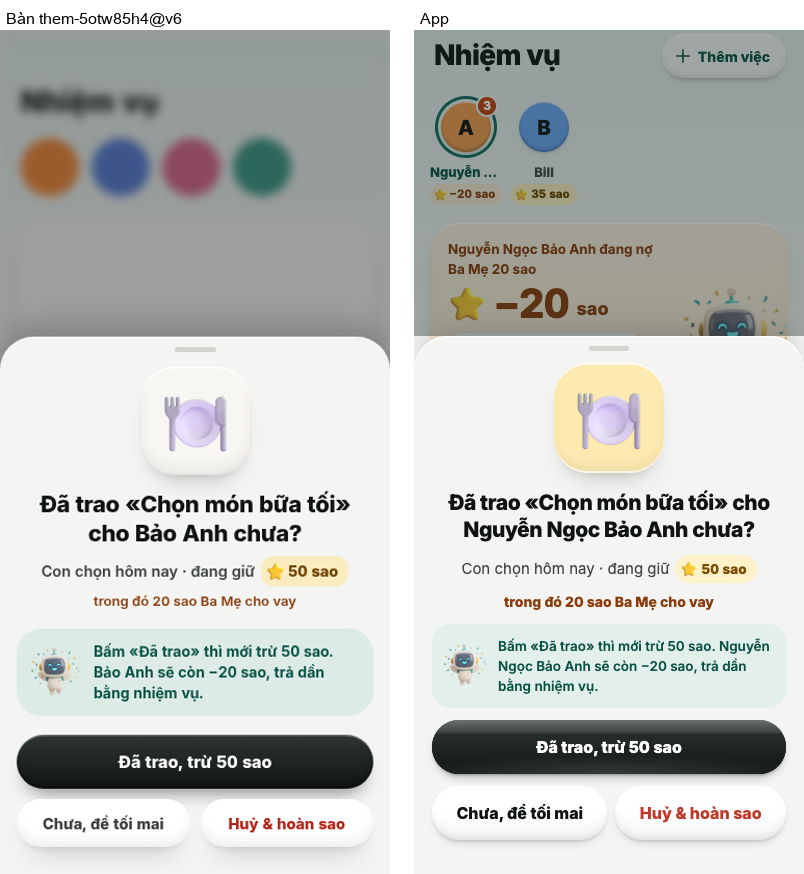 Bản them-5otw85h4@v6
Nhiệm vụ
Đã trao «Chọn món bữa tối»
cho Bảo Anh chưa?
Con chọn hôm nay · đang giữ 50 sao
trong đó 20 sao Ba Mẹ cho vay
Bấm «Đã trao» thì mới trừ 50 sao.
Bảo Anh sẽ còn −20 sao, trả dần
bằng nhiệm vụ.
Đã trao, trừ 50 sao
Chưa, để tối mai
Huỷ & hoàn sao
App
Nhiệm vụ
+ Thêm việc
A
3
B
Nguyễn ...
Bill
−20 sao
35 sao
Nguyễn Ngọc Bảo Anh đang nợ
Ba Mẹ 20 sao
−20 sao
Đã trao «Chọn món bữa tối» cho
Nguyễn Ngọc Bảo Anh chưa?
Con chọn hôm nay · đang giữ 50 sao
trong đó 20 sao Ba Mẹ cho vay
Bấm «Đã trao» thì mới trừ 50 sao. Nguyễn
Ngọc Bảo Anh sẽ còn −20 sao, trả dần
bằng nhiệm vụ.
Đã trao, trừ 50 sao
Chưa, để tối mai
Huỷ & hoàn sao